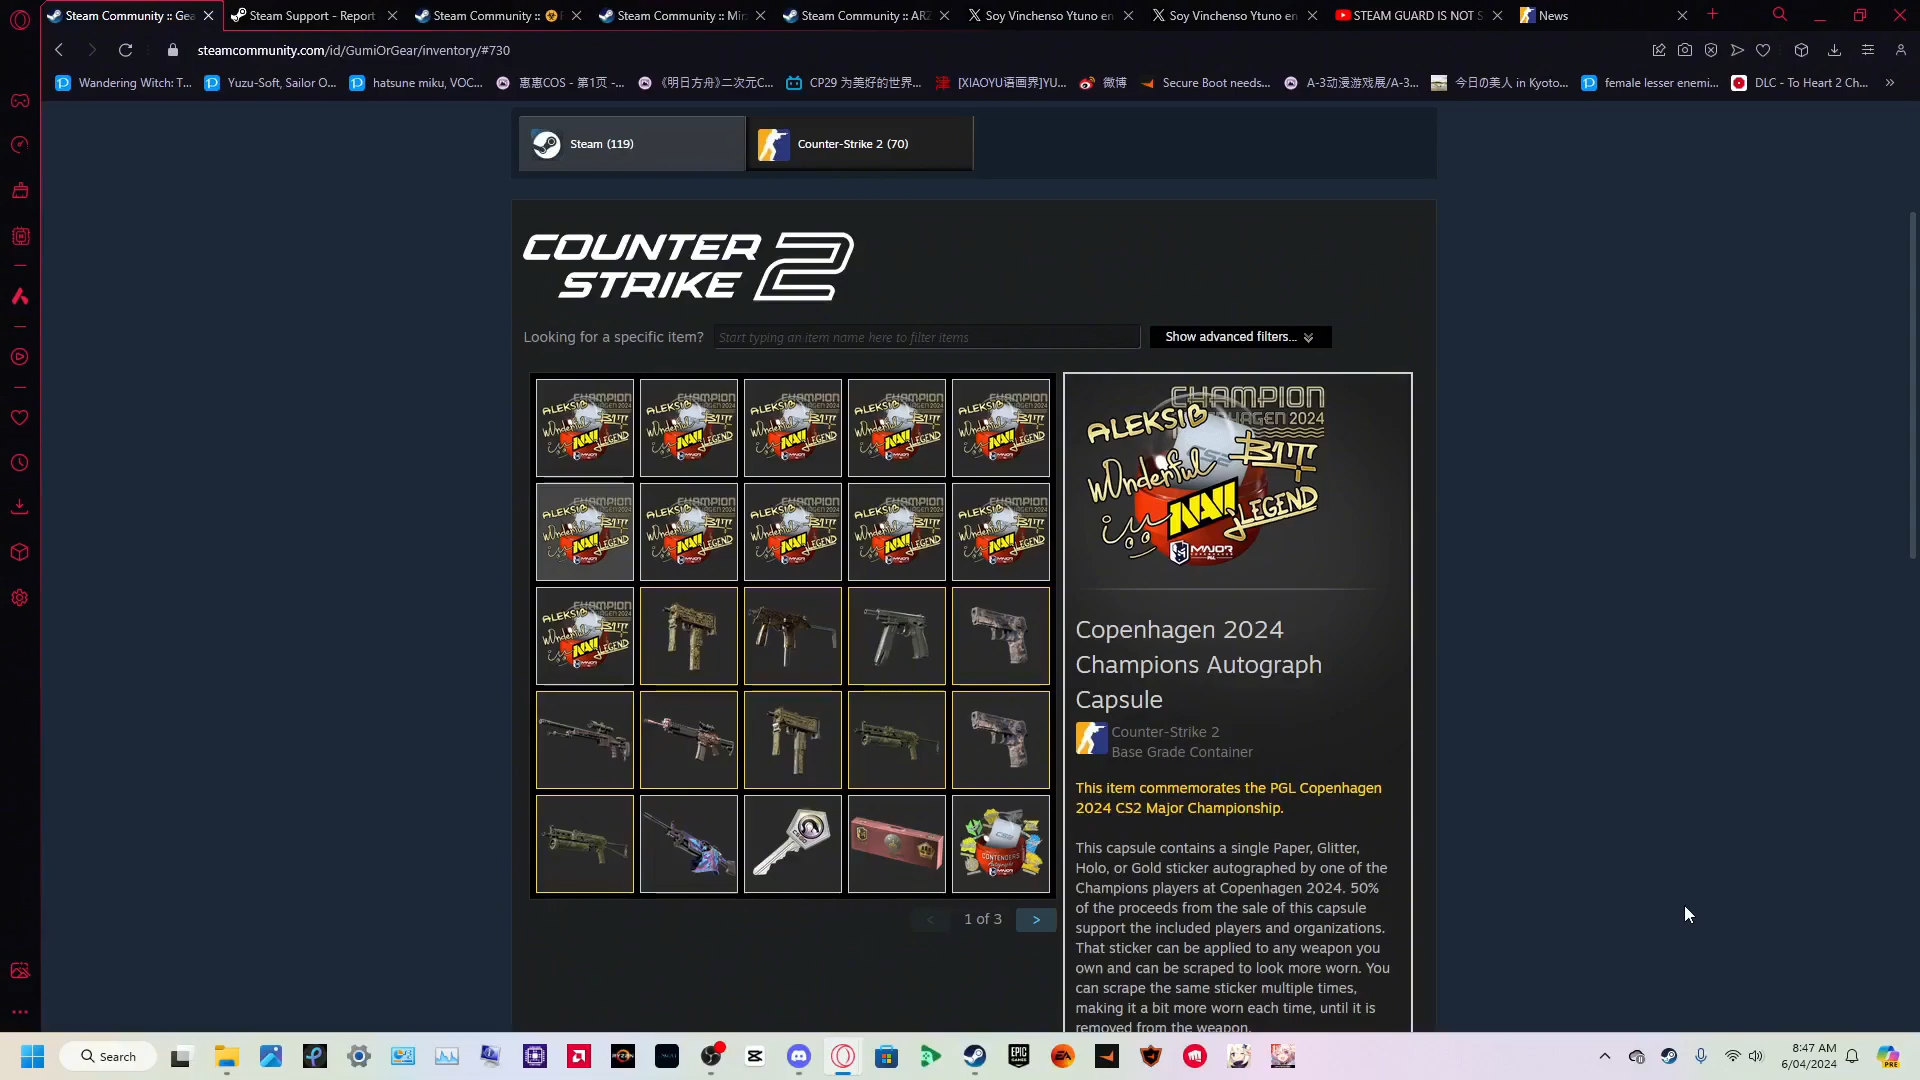 Steam Community :: Gea
Steam Support - Report
Steam Community ::
Steam Community :: Mir
Steam Community :: ARZ
Soy Vinchenso Ytuno en
Soy Vinchenso Ytuno en
STEAM GUARD IS NOT S
News
steamcommunity.com/id/GumiOrGear/inventory/#730
Wandering Witch: T...
Yuzu-Soft, Sailor O...
hatsune miku, VOC...
惠惠COS - 第1页 -...
《明日方舟》二次元C...
CP29 为美好的世界...
[XIAOYU语画界]YU...
微博
Secure Boot needs...
A-3动漫游戏展/A-3...
今日の美人 in Kyoto...
female lesser enemi...
DLC - To Heart 2 Ch...
Steam (119)
Counter-Strike 2 (70)
COUNTER
STRIKE 2
Looking for a specific item?
Start typing an item name here to filter items
Show advanced filters...
CHAMPION
COPENHAGEN 2024
ALEKSIB
B1T
W0nderful
NAVI
LEGEND
MAJOR
Copenhagen 2024
Champions Autograph
Capsule
Counter-Strike 2
Base Grade Container
This item commemorates the PGL Copenhagen
2024 CS2 Major Championship.
This capsule contains a single Paper, Glitter,
Holo, or Gold sticker autographed by one of the
Champions players at Copenhagen 2024. 50%
of the proceeds from the sale of this capsule
support the included players and organizations.
That sticker can be applied to any weapon you
own and can be scraped to look more worn. You
can scrape the same sticker multiple times,
making it a bit more worn each time, until it is
removed from the weapon.
< 1 of 3 >
Search
8:47 AM
6/04/2024